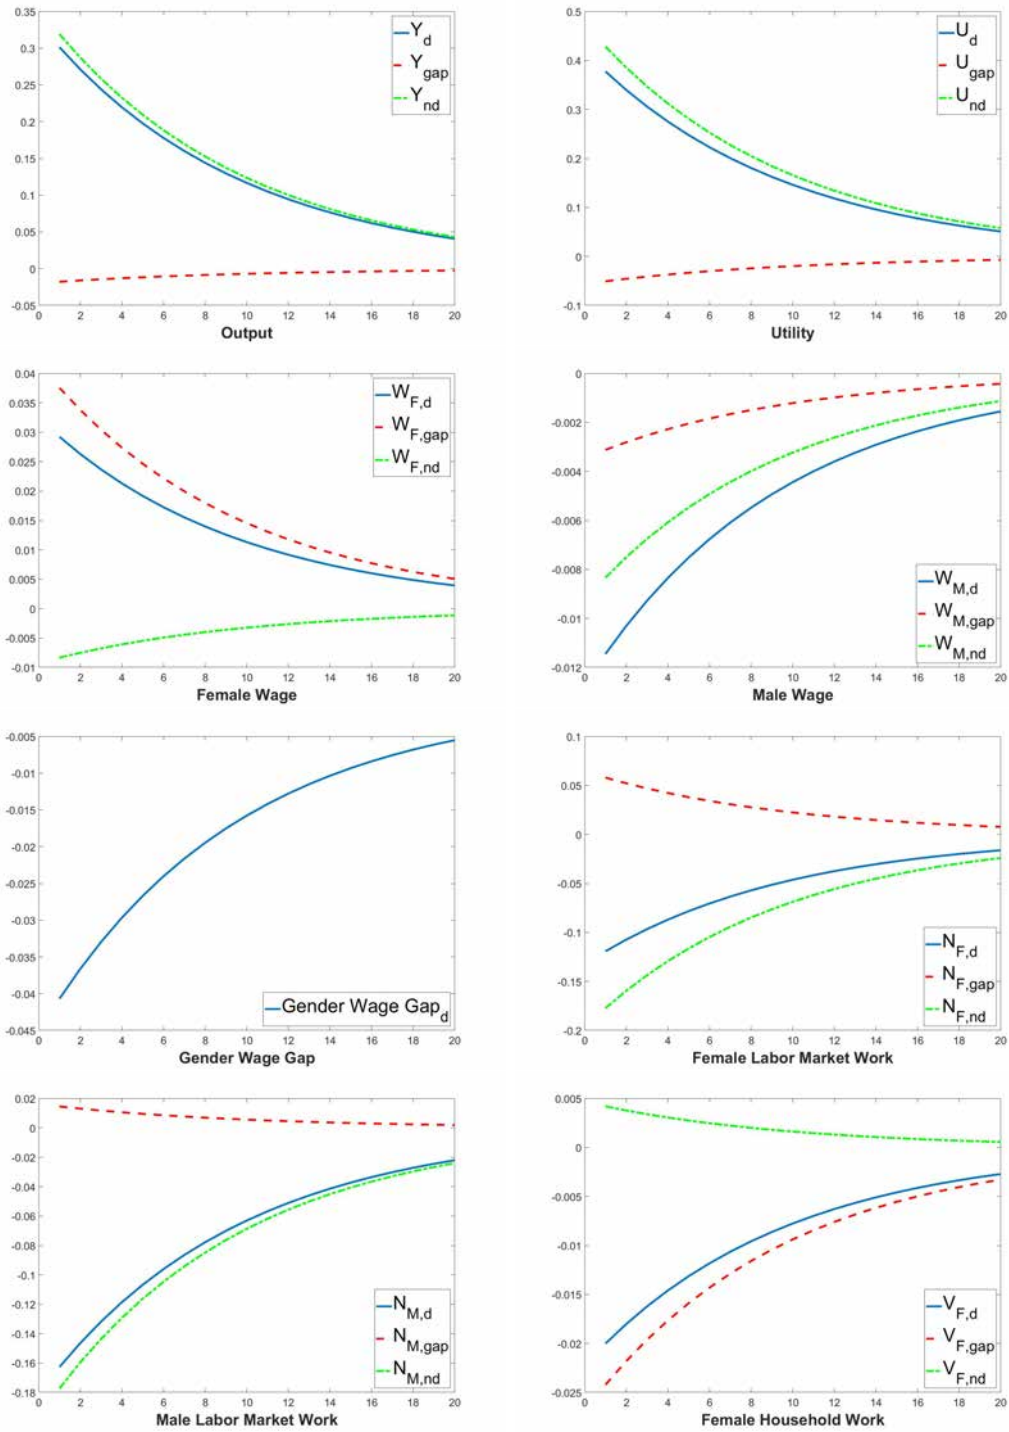 0.35
0.3
0.25
0.2
0.15
0.1
0.05
0
-0.05
0 2 4 6 8 10 12 14 16 18 20
Y_d
Y_gap
Y_nd
Output
0.5
0.4
0.3
0.2
0.1
0
-0.1
0 2 4 6 8 10 12 14 16 18 20
U_d
U_gap
U_nd
Utility
0.04
0.035
0.03
0.025
0.02
0.015
0.01
0.005
0
-0.005
-0.01
0 2 4 6 8 10 12 14 16 18 20
W_F,d
W_F,gap
W_F,nd
Female Wage
0
-0.002
-0.004
-0.006
-0.008
-0.01
-0.012
0 2 4 6 8 10 12 14 16 18 20
W_M,d
W_M,gap
W_M,nd
Male Wage
-0.005
-0.01
-0.015
-0.02
-0.025
-0.03
-0.035
-0.04
-0.045
0 2 4 6 8 10 12 14 16 18 20
Gender Wage Gap_d
Gender Wage Gap
0.1
0.05
0
-0.05
-0.1
-0.15
-0.2
0 2 4 6 8 10 12 14 16 18 20
N_F,d
N_F,gap
N_F,nd
Female Labor Market Work
0.02
0
-0.02
-0.04
-0.06
-0.08
-0.1
-0.12
-0.14
-0.16
-0.18
0 2 4 6 8 10 12 14 16 18 20
N_M,d
N_M,gap
N_M,nd
Male Labor Market Work
0.005
0
-0.005
-0.01
-0.015
-0.02
-0.025
0 2 4 6 8 10 12 14 16 18 20
V_F,d
V_F,gap
V_F,nd
Female Household Work